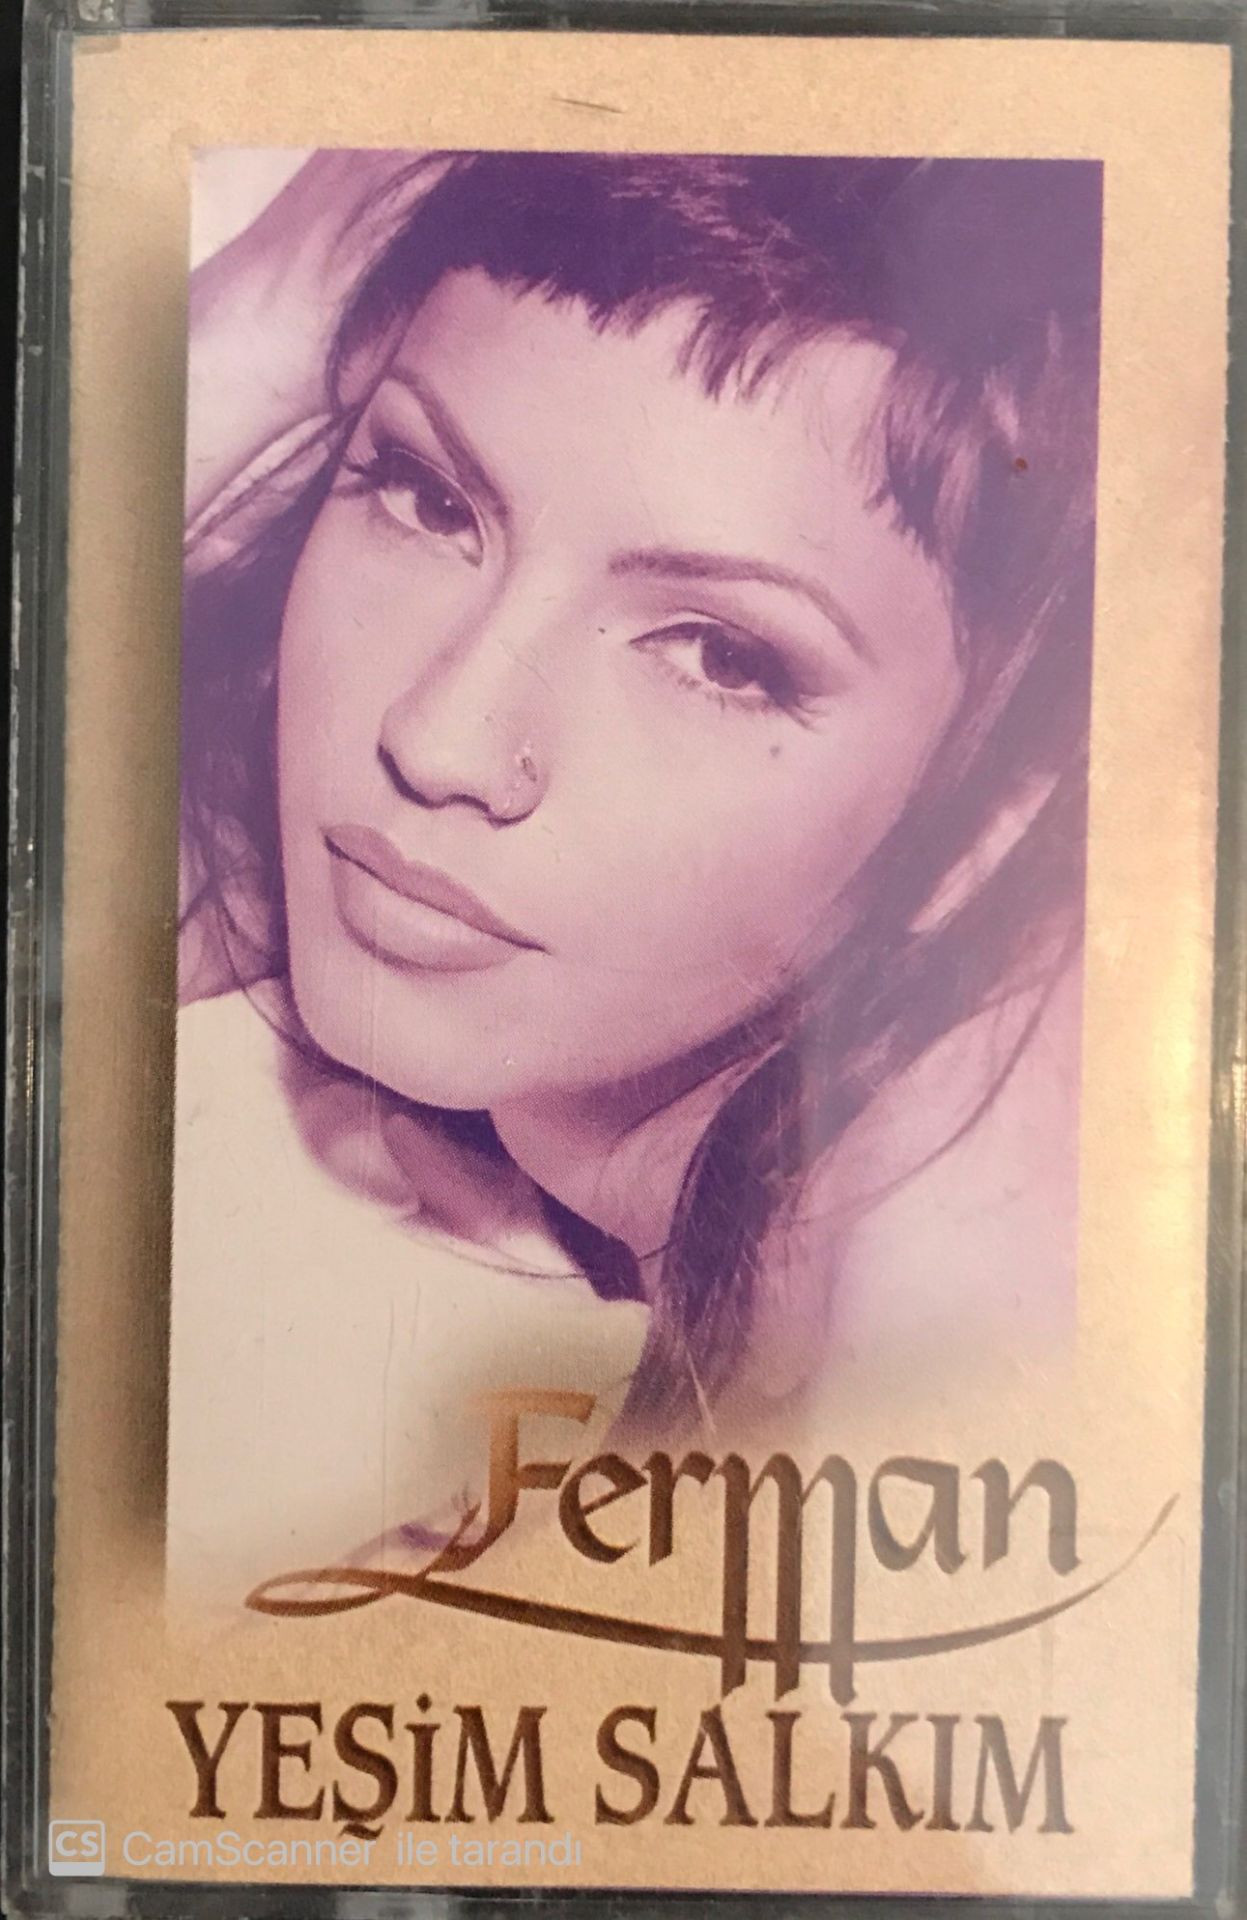 Ferman
YEŞİM SALKIM
CS CamScanner ile tarandı